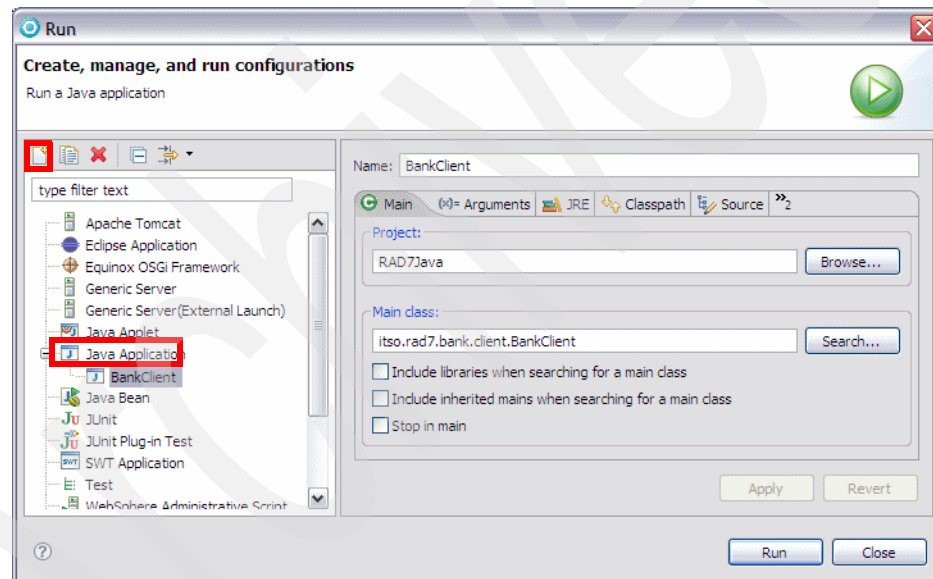 Run
Create, manage, and run configurations
Run a Java application
type filter text
Apache Tomcat
Eclipse Application
Equinox OSGi Framework
Generic Server
Generic Server(External Launch)
Java Applet
Java Application
BankClient
Java Bean
JUnit
JUnit Plug-in Test
SWT Application
Test
WebSphere Administrative Script
Name: BankClient
Main (x)= Arguments JRE Classpath Source »2
Project:
RAD7Java Browse...
Main class:
itso.rad7.bank.client.BankClient Search...
Include libraries when searching for a main class
Include inherited mains when searching for a main class
Stop in main
Apply Revert
? Run Close